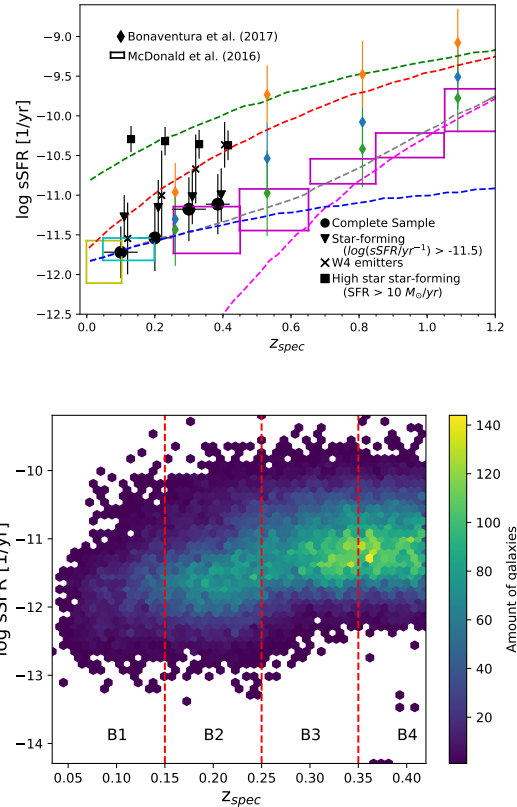 −9.0
−9.5
−10.0
−10.5
−11.0
−11.5
−12.0
−12.5
log sSFR [1/yr]
Bonaventura et al. (2017)
McDonald et al. (2016)
Complete Sample
Star-forming
(log(sSFR/yr⁻¹) > -11.5)
W4 emitters
High star star-forming
(SFR > 10 M⊙/yr)
0.0 0.2 0.4 0.6 0.8 1.0 1.2
z_spec
−10
−11
−12
−13
−14
log sSFR [1/yr]
B1 B2 B3 B4
0.05 0.10 0.15 0.20 0.25 0.30 0.35 0.40
z_spec
140
120
100
80
60
40
20
Amount of galaxies